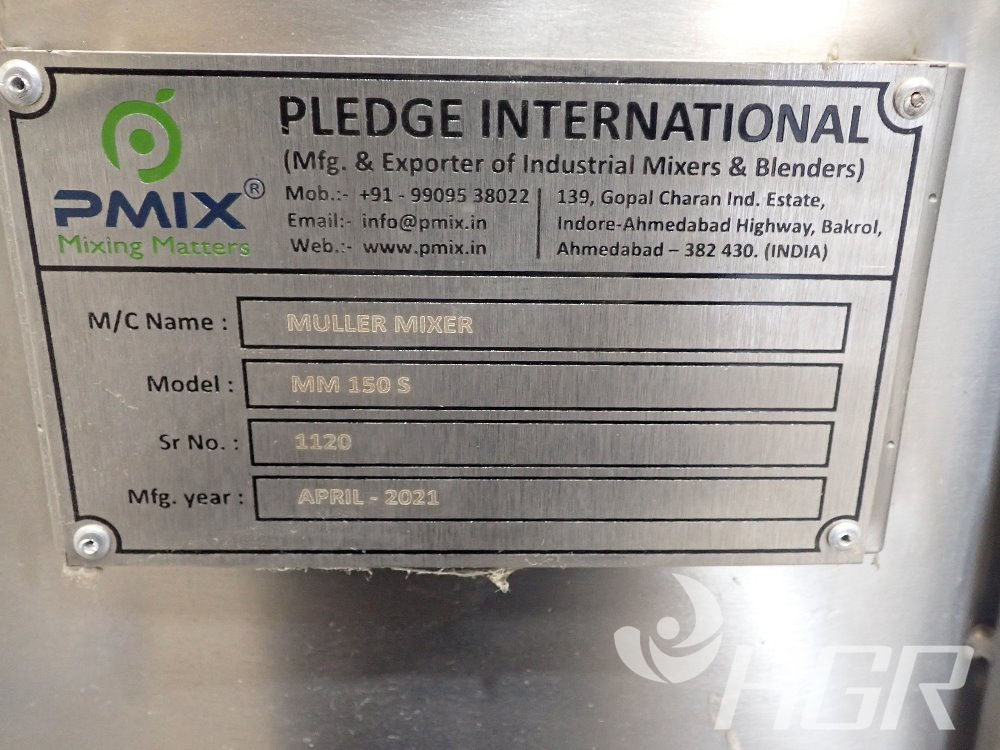 PMIX®
Mixing Matters
PLEDGE INTERNATIONAL
(Mfg. & Exporter of Industrial Mixers & Blenders)
Mob.:- +91 - 99095 38022
Email:- info@pmix.in
Web.:- www.pmix.in
139, Gopal Charan Ind. Estate,
Indore-Ahmedabad Highway, Bakrol,
Ahmedabad – 382 430. (INDIA)
M/C Name : MULLER MIXER
Model : MM 150 S
Sr No. : 1120
Mfg. year : APRIL - 2021
HGR